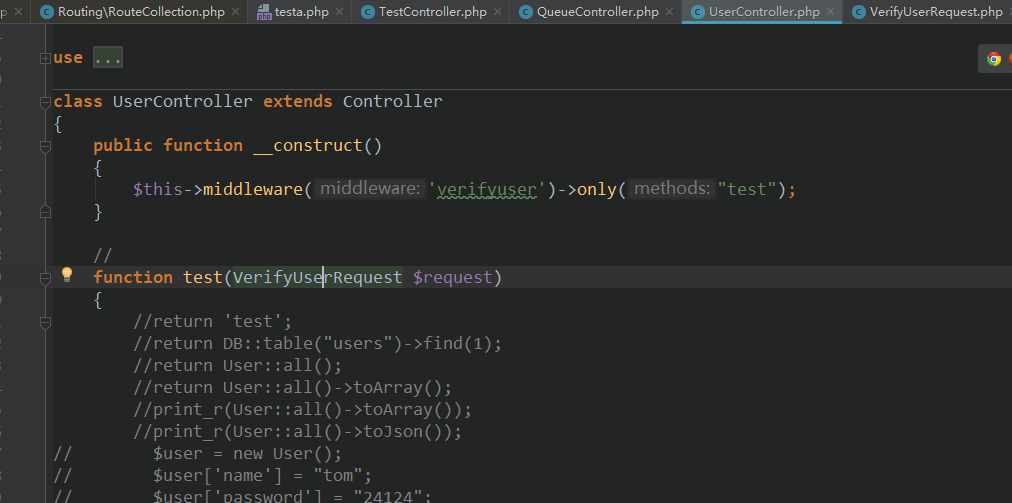 p Routing\RouteCollection.php testa.php TestController.php QueueController.php UserController.php VerifyUserRequest.php
use ...
class UserController extends Controller
{
public function __construct()
{
$this->middleware( middleware: 'verifyuser')->only( methods: "test");
}
//
function test(VerifyUserRequest $request)
{
//return 'test';
//return DB::table("users")->find(1);
//return User::all();
//return User::all()->toArray();
//print_r(User::all()->toArray());
//print_r(User::all()->toJson());
// $user = new User();
// $user['name'] = "tom";
// $user['password'] = "24124";